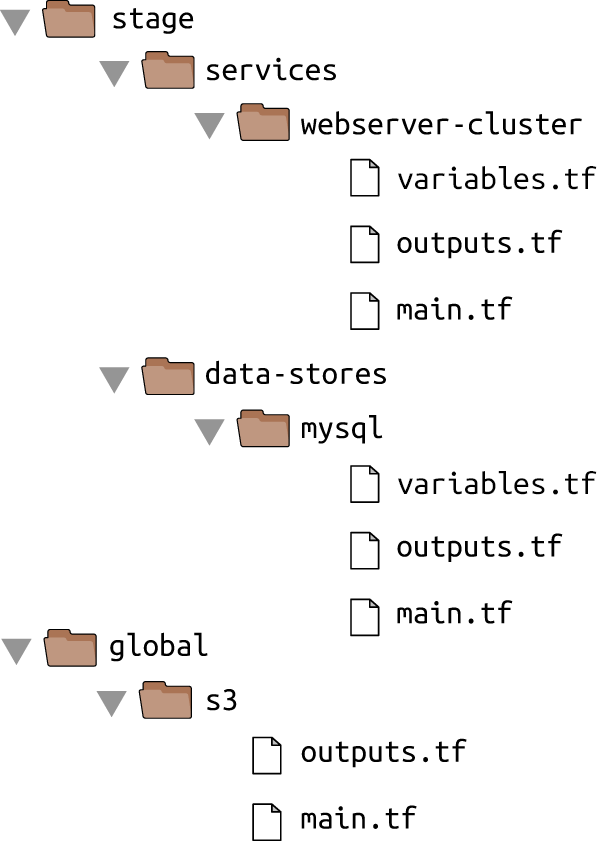 stage
services
webserver-cluster
variables.tf
outputs.tf
main.tf
data-stores
mysql
variables.tf
outputs.tf
main.tf
global
s3
outputs.tf
main.tf